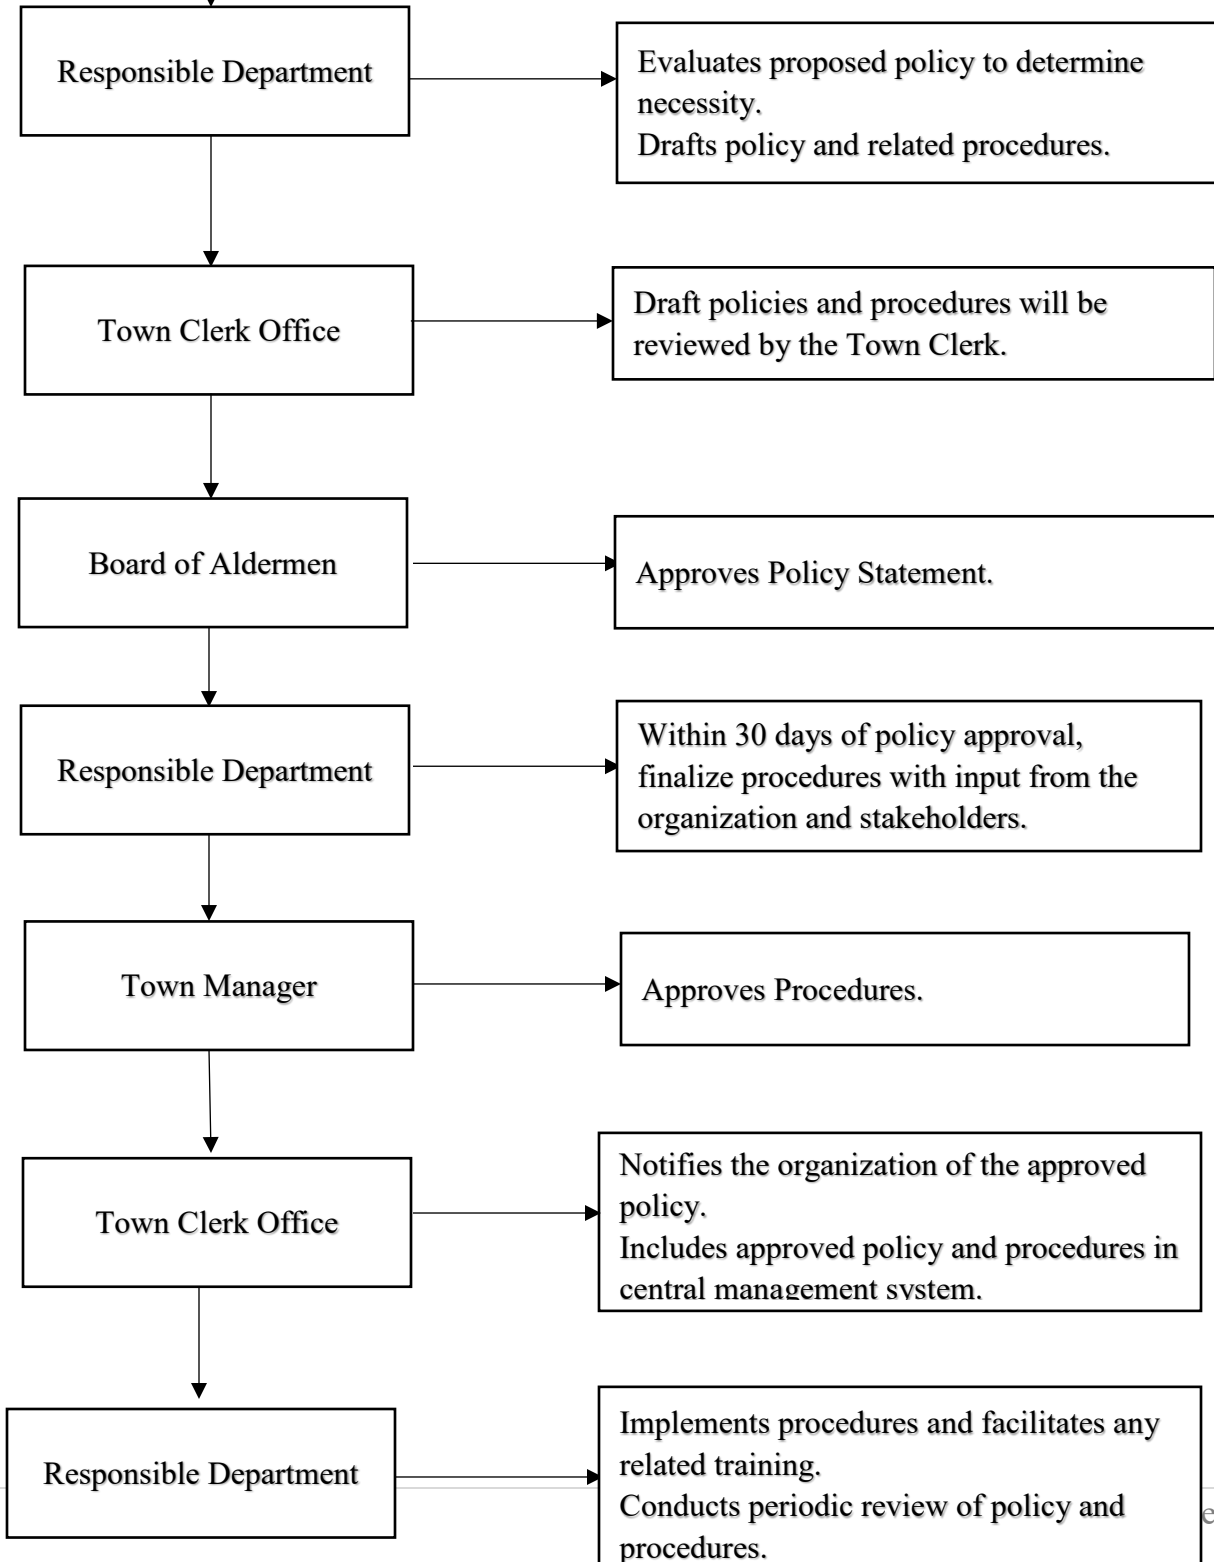 Responsible Department
Evaluates proposed policy to determine
necessity.
Drafts policy and related procedures.
Town Clerk Office
Draft policies and procedures will be
reviewed by the Town Clerk.
Board of Aldermen
Approves Policy Statement.
Responsible Department
Within 30 days of policy approval,
finalize procedures with input from the
organization and stakeholders.
Town Manager
Approves Procedures.
Town Clerk Office
Notifies the organization of the approved
policy.
Includes approved policy and procedures in
central management system.
Responsible Department
Implements procedures and facilitates any
related training.
Conducts periodic review of policy and
procedures.